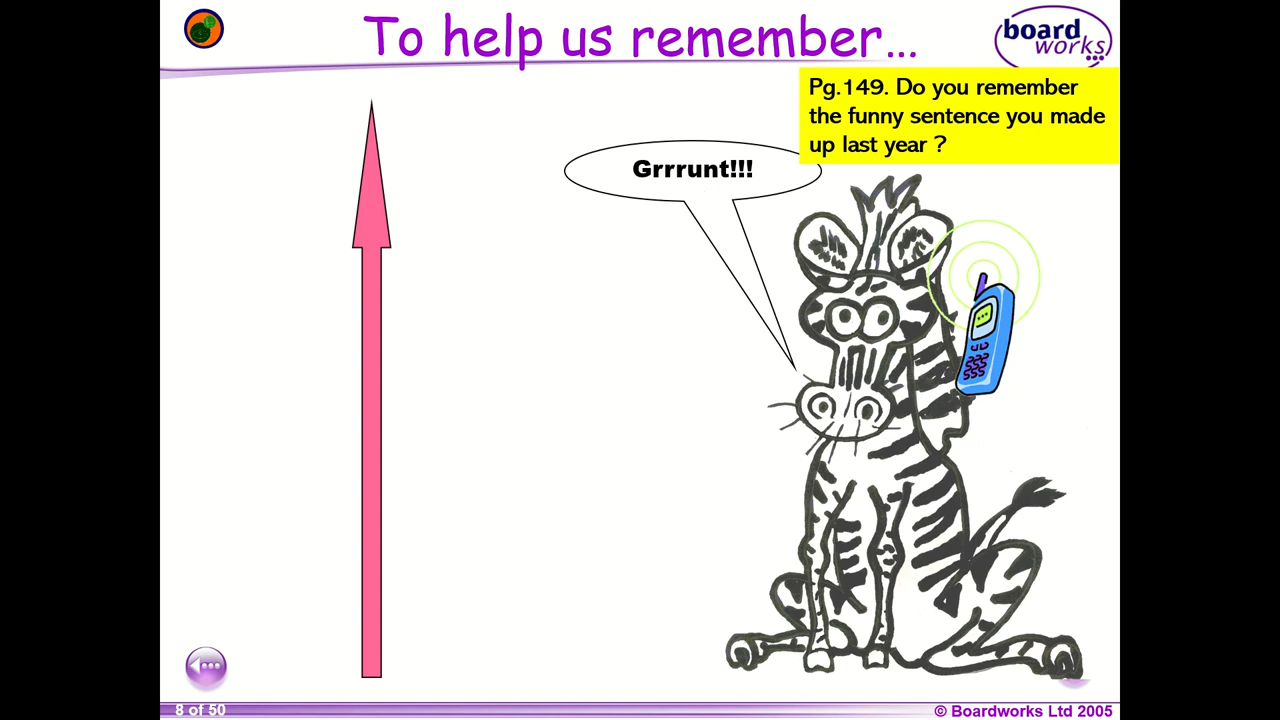 To help us remember...
board
works
Pg.149. Do you remember
the funny sentence you made
up last year ?
Grrrunt!!!
8 of 50
© Boardworks Ltd 2005